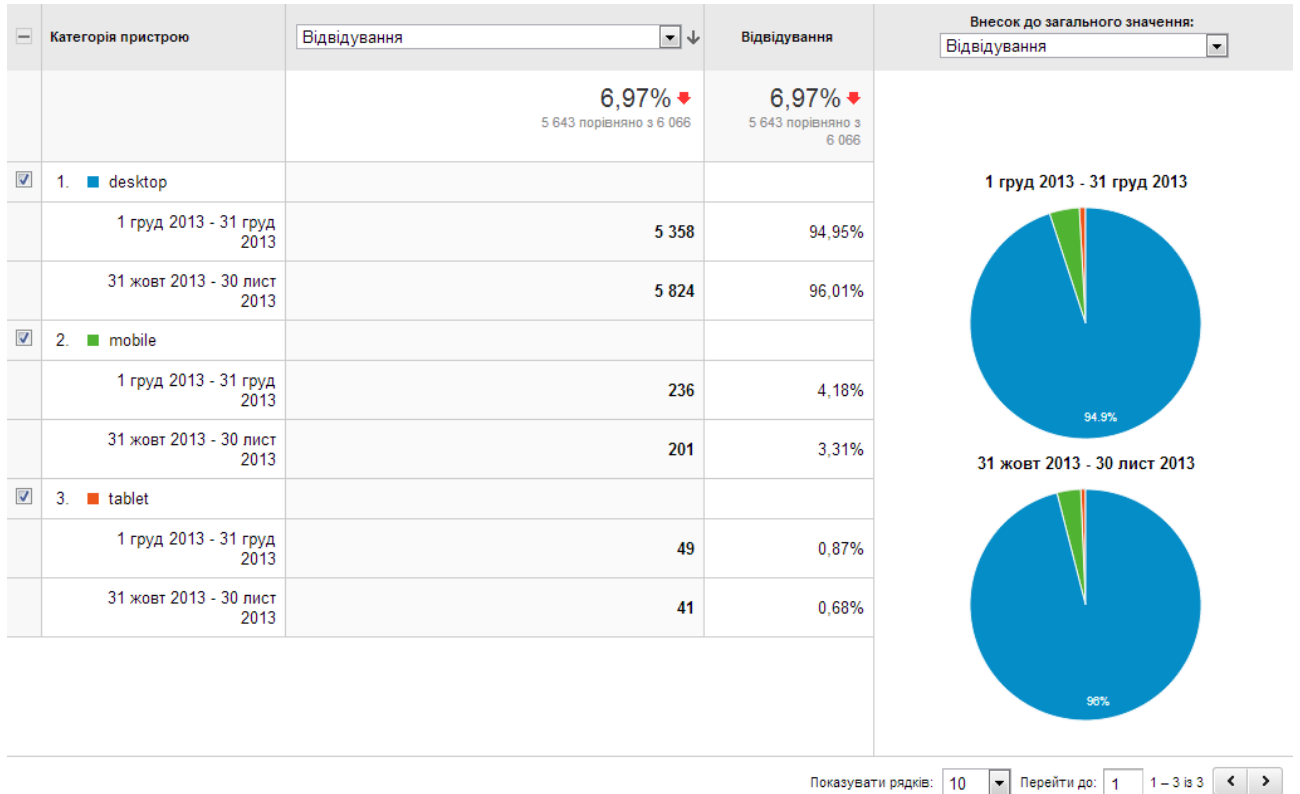 Категорія пристрою
Відвідування
Відвідування
Внесок до загального значення:
Відвідування
6,97%
5 643 порівняно з 6 066
6,97%
5 643 порівняно з
6 066
1. desktop
1 груд 2013 - 31 груд
2013
5 358
94,95%
31 жовт 2013 - 30 лист
2013
5 824
96,01%
2. mobile
1 груд 2013 - 31 груд
2013
236
4,18%
31 жовт 2013 - 30 лист
2013
201
3,31%
3. tablet
1 груд 2013 - 31 груд
2013
49
0,87%
31 жовт 2013 - 30 лист
2013
41
0,68%
1 груд 2013 - 31 груд 2013
94.9%
31 жовт 2013 - 30 лист 2013
96%
Показувати рядків: 10 Перейти до: 1 1 – 3 із 3